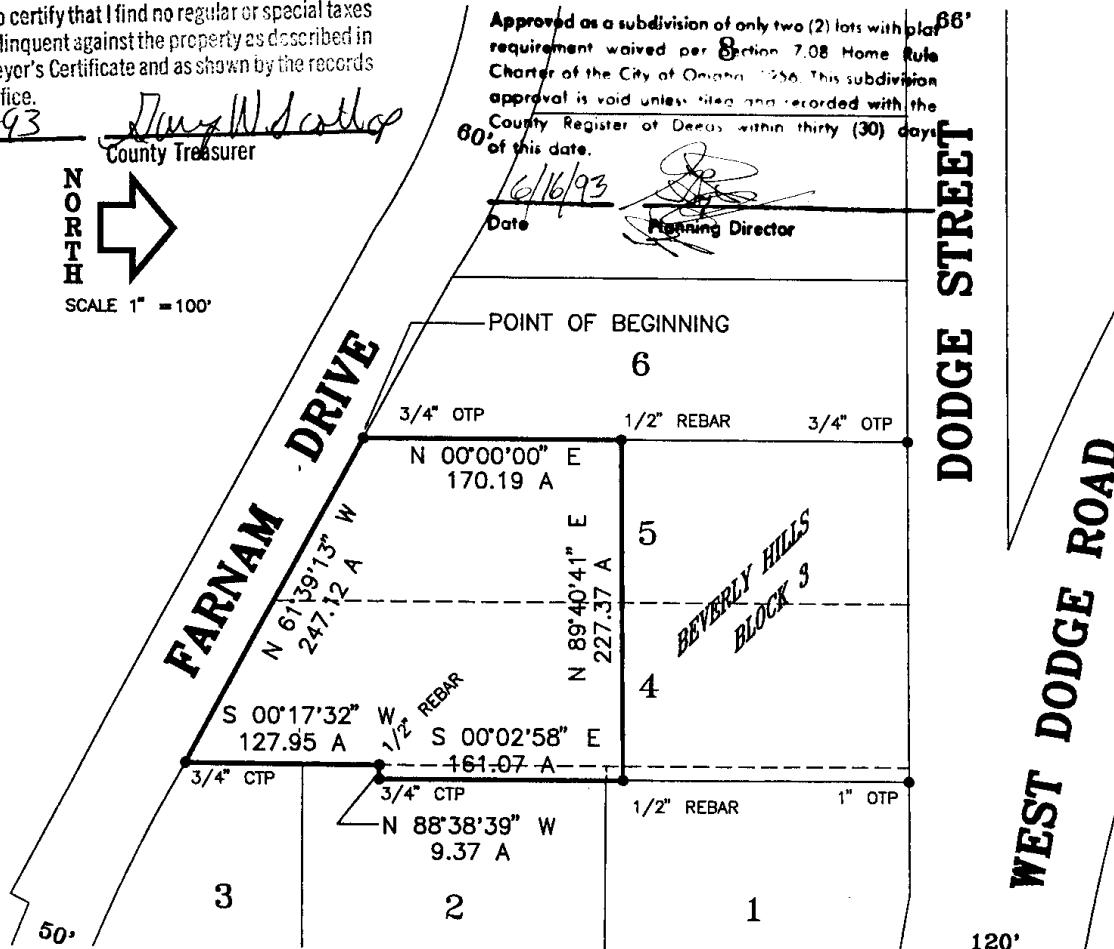 o certify that I find no regular or special taxes
linquent against the property as described in
eyor's Certificate and as shown by the records
fice.
93
County Treasurer
Approved as a subdivision of only two (2) lots with plat
requirement waived per Section 7.08 Home Rule
Charter of the City of Omaha 1956. This subdivision
approval is void unless filed and recorded with the
County Register of Deeds within thirty (30) days
of this date.
6/16/93
Date
Planning Director
8
66'
60'
NORTH
SCALE 1" = 100'
DODGE STREET
POINT OF BEGINNING
6
FARNAM DRIVE
3/4" OTP
1/2" REBAR
3/4" OTP
N 00°00'00" E
170.19 A
N 61°39'13" W
247.12 A
N 89°40'41" E
227.37 A
5
BEVERLY HILLS
BLOCK 3
4
WEST DODGE ROAD
S 00°17'32" W
127.95 A
1/2" REBAR
S 00°02'58" E
161.07 A
3/4" CTP
3/4" CTP
1/2" REBAR
1" OTP
N 88°38'39" W
9.37 A
3
2
1
50'
120'